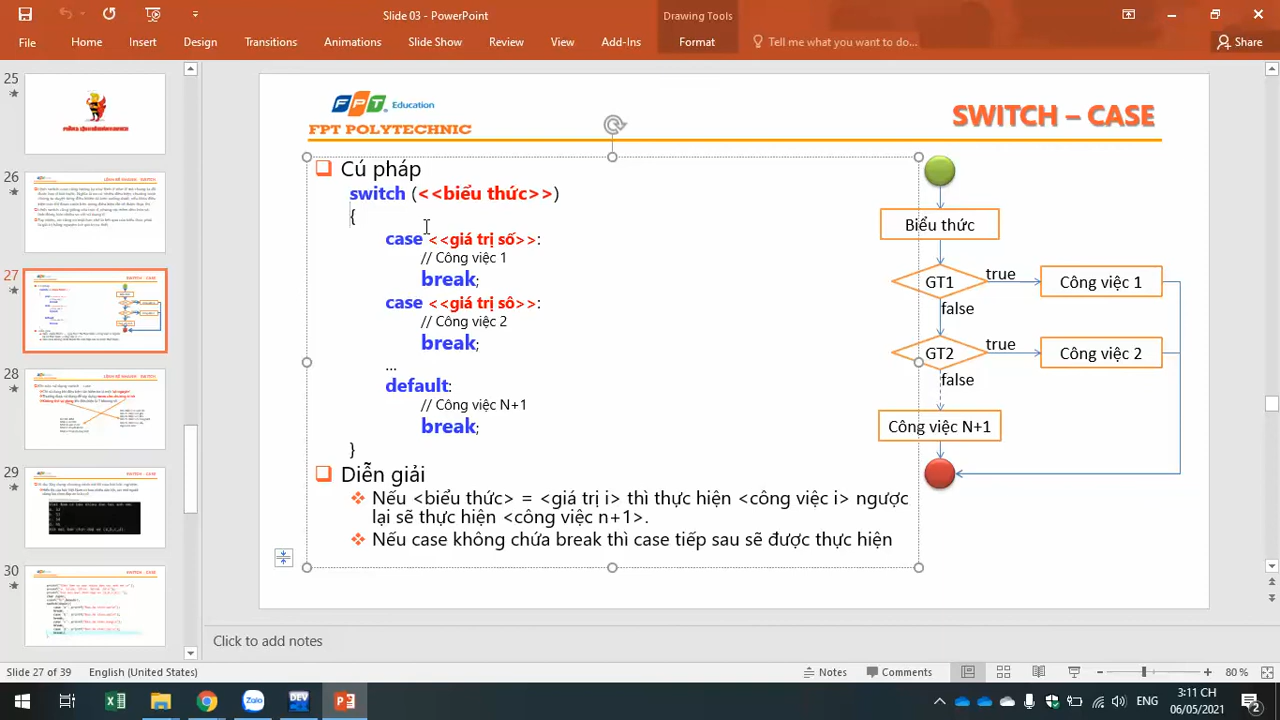 Slide 03 - PowerPoint
Drawing Tools
File Home Insert Design Transitions Animations Slide Show Review View Add-Ins Format Tell me what you want to do... Share
25
26
27
28
29
30
FPT Education
FPT POLYTECHNIC
SWITCH – CASE
Cú pháp
switch (<<biểu thức>>)
{
case <<giá trị số>>:
// Công việc 1
break;
case <<giá trị sô>>:
// Công việc 2
break;
...
default:
// Công việc N+1
break;
}
Diễn giải
Nếu <biểu thức> = <giá trị i> thì thực hiện <công việc i> ngược
lại sẽ thực hiện <công việc n+1>.
Nếu case không chứa break thì case tiếp sau sẽ được thực hiện
Biểu thức
GT1
true
Công việc 1
false
GT2
true
Công việc 2
false
Công việc N+1
Click to add notes
Slide 27 of 39 English (United States) Notes Comments 80 %
Zalo
DEV
ENG
3:11 CH
06/05/2021
2